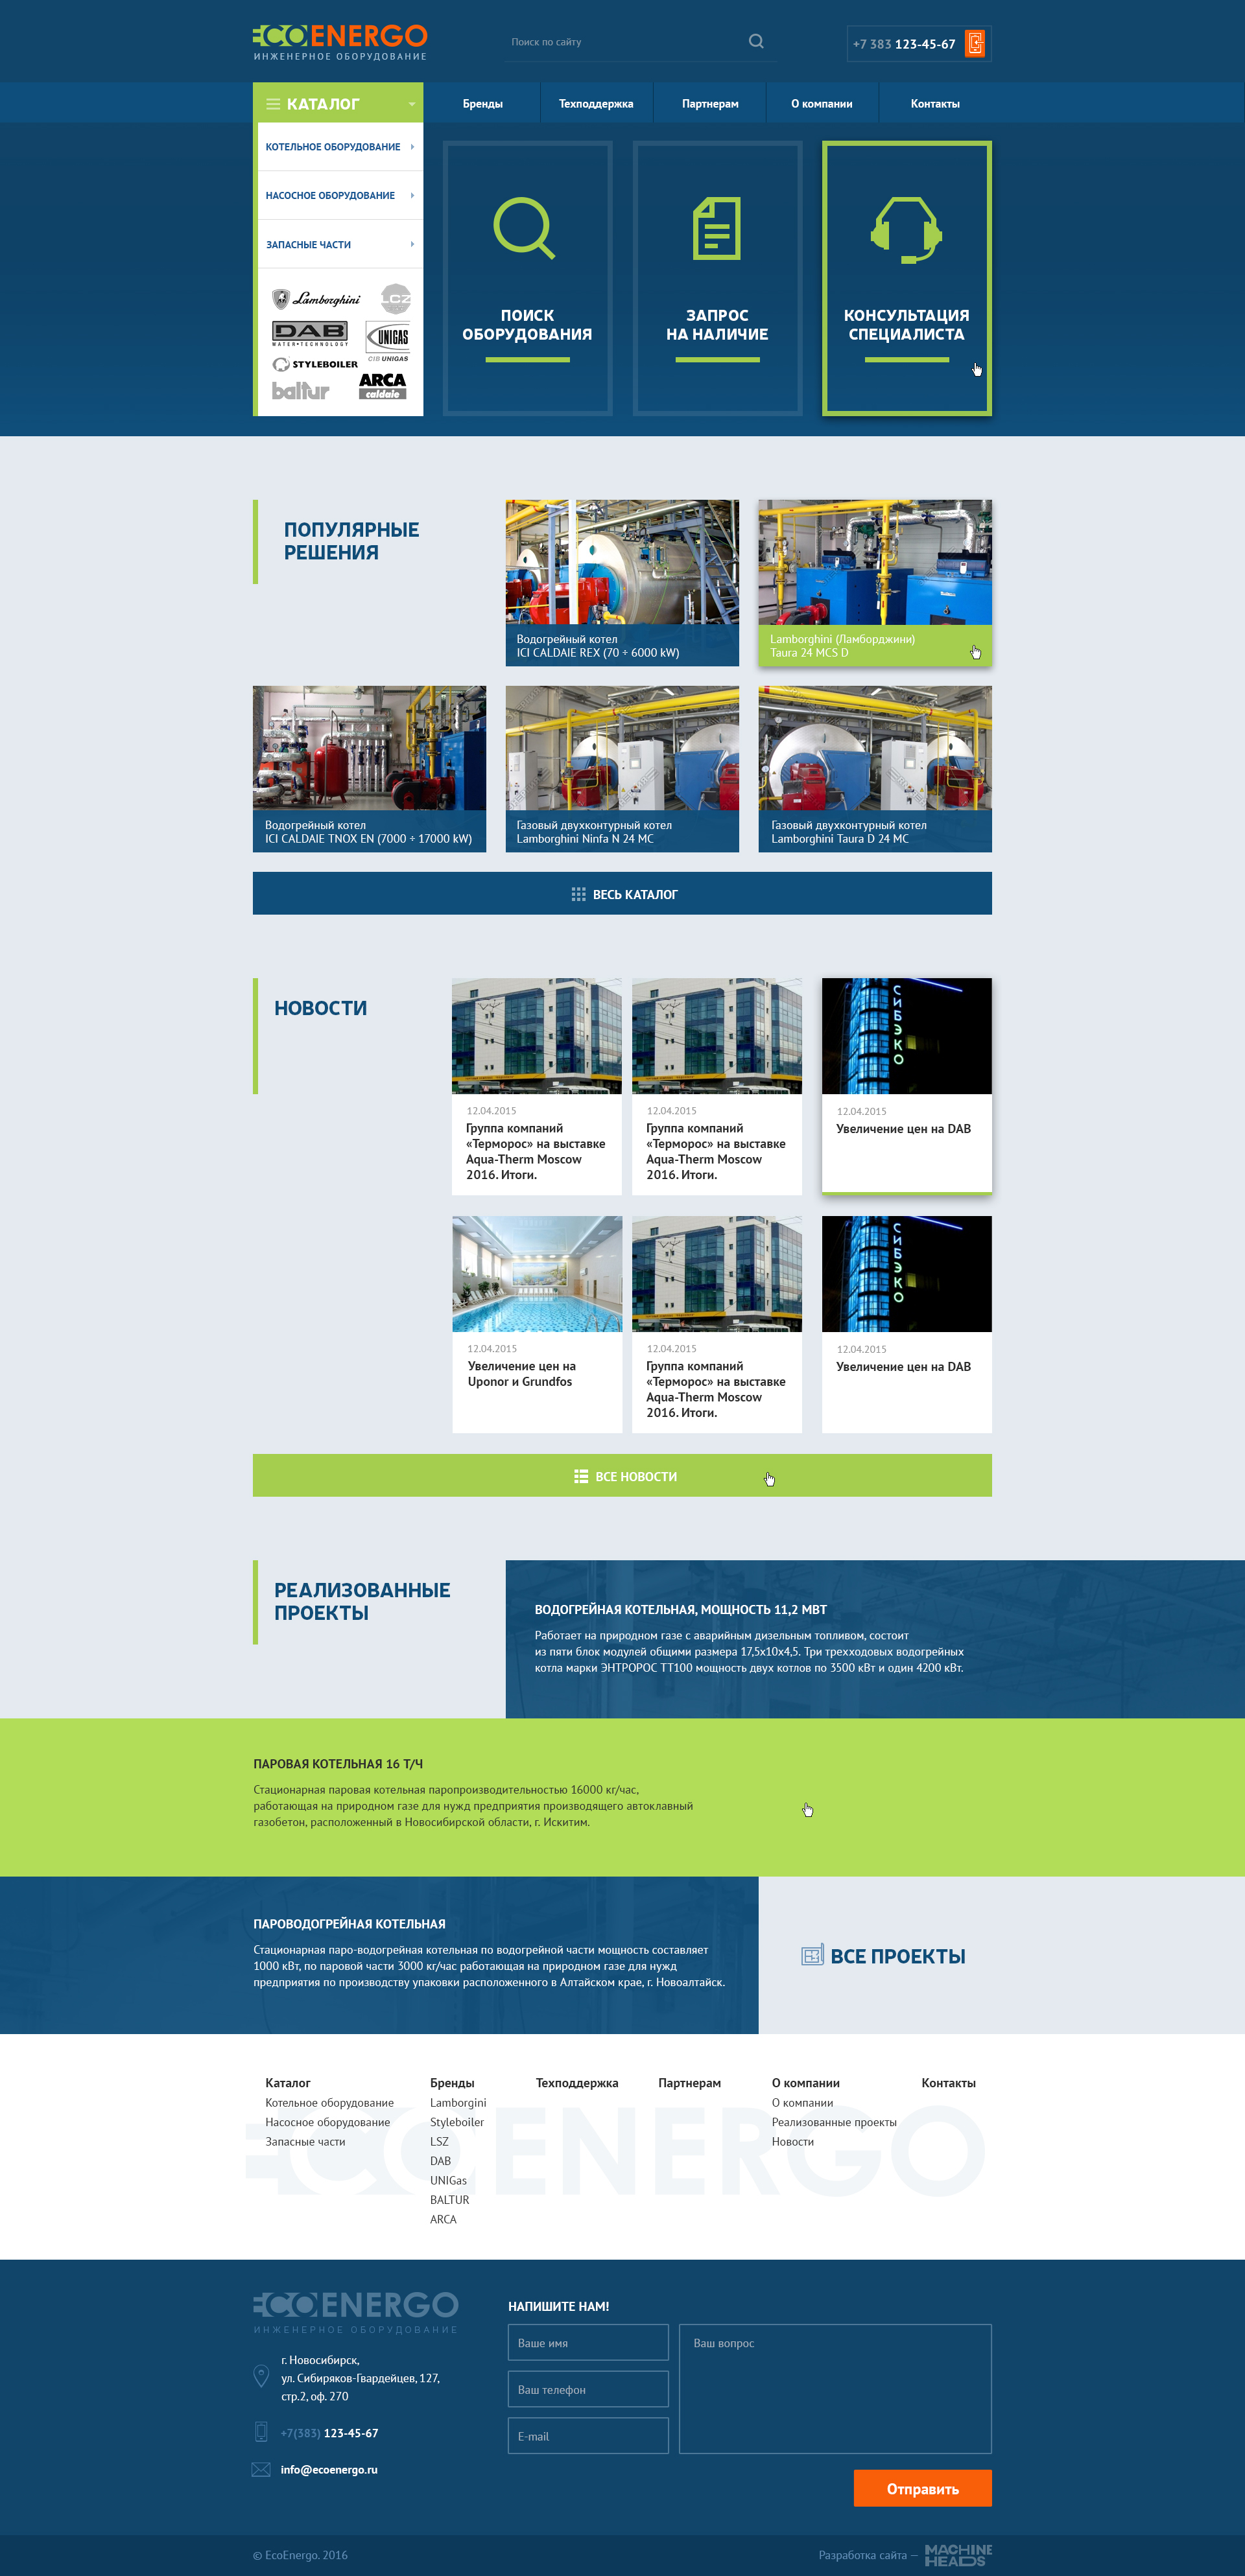 ECOENERGO
ИНЖЕНЕРНОЕ ОБОРУДОВАНИЕ
Поиск по сайту
+7 383 123-45-67
КАТАЛОГ
Бренды
Техподдержка
Партнерам
О компании
Контакты
КОТЕЛЬНОЕ ОБОРУДОВАНИЕ
НАСОСНОЕ ОБОРУДОВАНИЕ
ЗАПАСНЫЕ ЧАСТИ
Lamborghini
LCZ
DAB
WATER•TECHNOLOGY
UNIGAS
CIB UNIGAS
STYLEBOILER
baltur
ARCA
caldaie
ПОИСК
ОБОРУДОВАНИЯ
ЗАПРОС
НА НАЛИЧИЕ
КОНСУЛЬТАЦИЯ
СПЕЦИАЛИСТА
ПОПУЛЯРНЫЕ
РЕШЕНИЯ
Водогрейный котел
ICI CALDAIE REX (70 ÷ 6000 kW)
Lamborghini (Ламборджини)
Taura 24 MCS D
Водогрейный котел
ICI CALDAIE TNOX EN (7000 ÷ 17000 kW)
Газовый двухконтурный котел
Lamborghini Ninfa N 24 MC
Газовый двухконтурный котел
Lamborghini Taura D 24 MC
ВЕСЬ КАТАЛОГ
НОВОСТИ
12.04.2015
Группа компаний
«Терморос» на выставке
Aqua-Therm Moscow
2016. Итоги.
12.04.2015
Группа компаний
«Терморос» на выставке
Aqua-Therm Moscow
2016. Итоги.
СИБЭКО
12.04.2015
Увеличение цен на DAB
12.04.2015
Увеличение цен на
Uponor и Grundfos
12.04.2015
Группа компаний
«Терморос» на выставке
Aqua-Therm Moscow
2016. Итоги.
СИБЭКО
12.04.2015
Увеличение цен на DAB
ВСЕ НОВОСТИ
РЕАЛИЗОВАННЫЕ
ПРОЕКТЫ
ВОДОГРЕЙНАЯ КОТЕЛЬНАЯ, МОЩНОСТЬ 11,2 МВТ
Работает на природном газе с аварийным дизельным топливом, состоит
из пяти блок модулей общими размера 17,5х10х4,5. Три трехходовых водогрейных
котла марки ЭНТРОРОС ТТ100 мощность двух котлов по 3500 кВт и один 4200 кВт.
ПАРОВАЯ КОТЕЛЬНАЯ 16 Т/Ч
Стационарная паровая котельная паропроизводительностью 16000 кг/час,
работающая на природном газе для нужд предприятия производящего автоклавный
газобетон, расположенный в Новосибирской области, г. Искитим.
ПАРОВОДОГРЕЙНАЯ КОТЕЛЬНАЯ
Стационарная паро-водогрейная котельная по водогрейной части мощность составляет
1000 кВт, по паровой части 3000 кг/час работающая на природном газе для нужд
предприятия по производству упаковки расположенного в Алтайском крае, г. Новоалтайск.
ВСЕ ПРОЕКТЫ
ECOENERGO
Каталог
Котельное оборудование
Насосное оборудование
Запасные части
Бренды
Lamborgini
Styleboiler
LSZ
DAB
UNIGas
BALTUR
ARCA
Техподдержка
Партнерам
О компании
О компании
Реализованные проекты
Новости
Контакты
ECOENERGO
ИНЖЕНЕРНОЕ ОБОРУДОВАНИЕ
г. Новосибирск,
ул. Сибиряков-Гвардейцев, 127,
стр.2, оф. 270
+7(383) 123-45-67
info@ecoenergo.ru
НАПИШИТЕ НАМ!
Ваше имя
Ваш телефон
E-mail
Ваш вопрос
Отправить
© EcoEnergo. 2016
Разработка сайта — MACHINE
HEADS